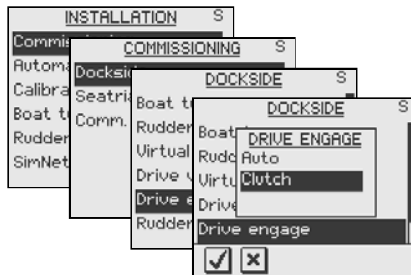 INSTALLATION S
Commis
Automa
Calibra
Boat t
Rudder
SimNet
COMMISSIONING S
Docksi
Seatria
Comm.
DOCKSIDE S
Boat t
Rudder
Virtual
Drive v
Drive e
Rudder
DOCKSIDE S
Boat
Rudd
Virtu
Drive
Drive engage
DRIVE ENGAGE
Auto
Clutch